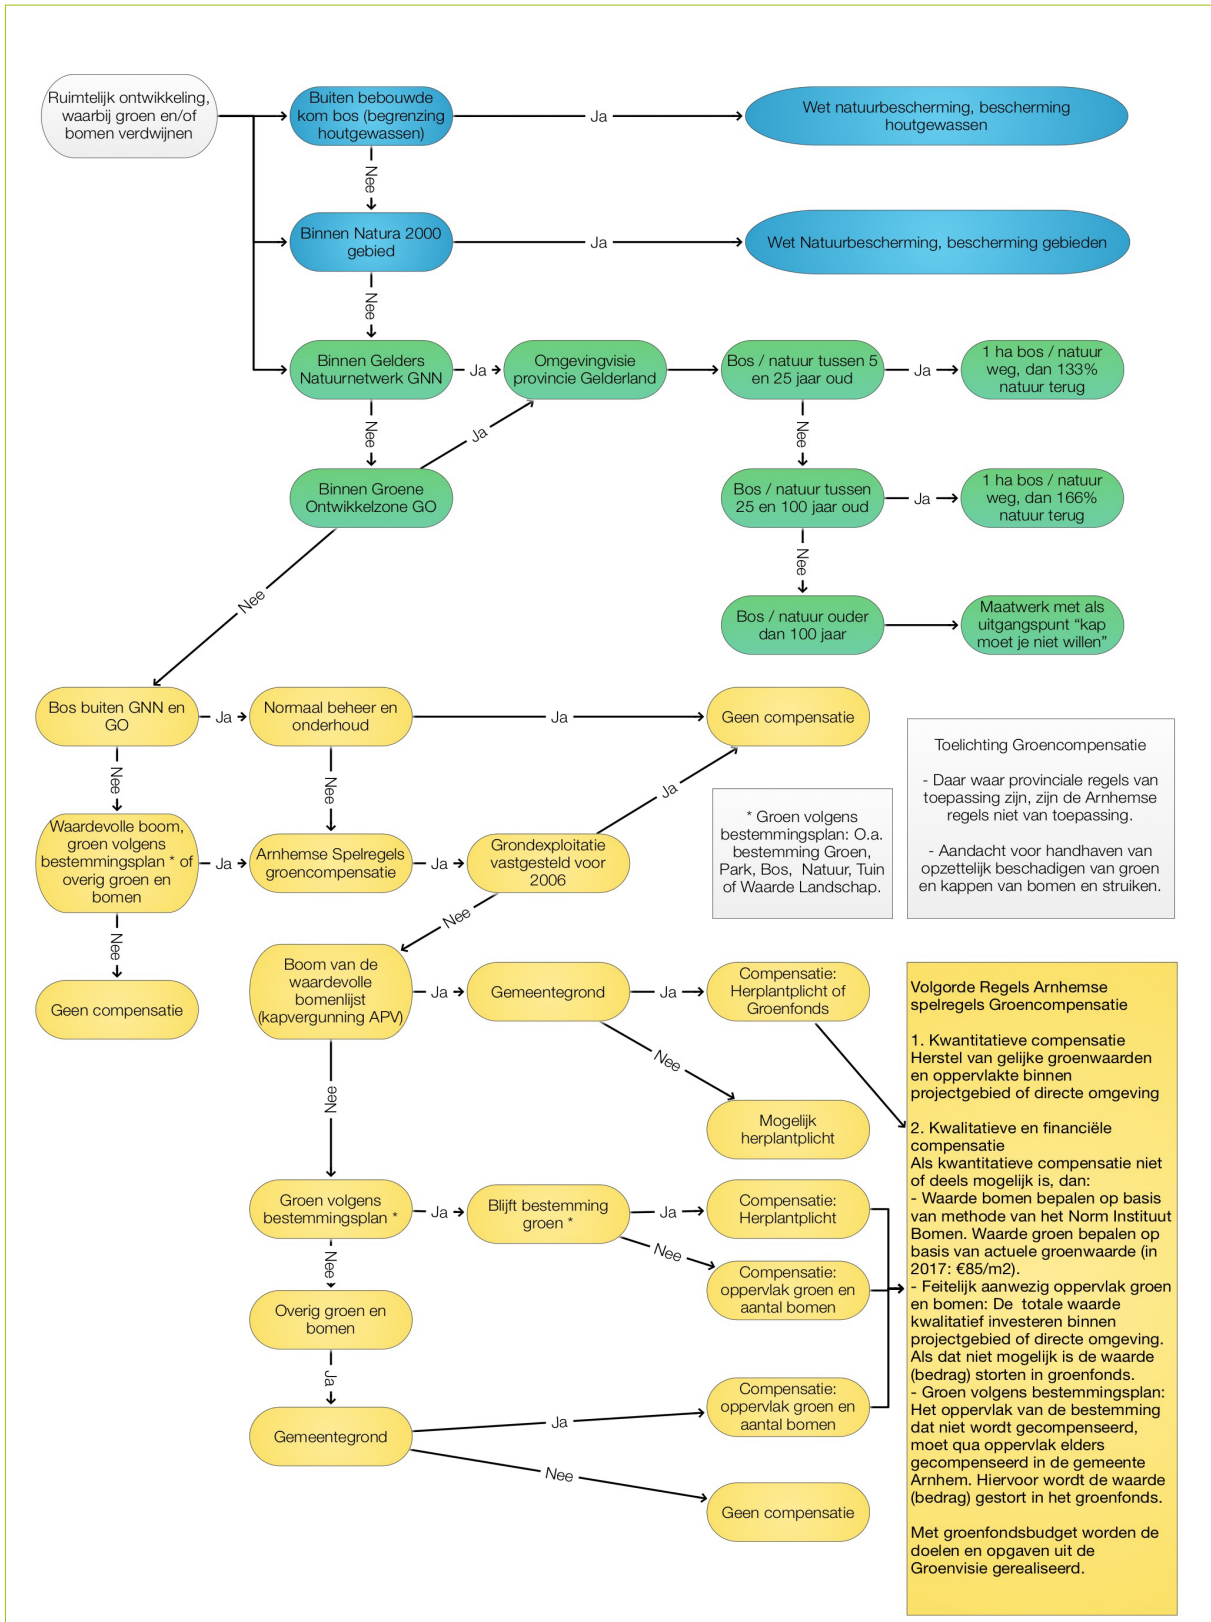 Ruimtelijk ontwikkeling,
waarbij groen en/of
bomen verdwijnen
Buiten bebouwde
kom bos (begrenzing
houtgewassen)
Ja
Wet natuurbescherming, bescherming
houtgewassen
Nee
Binnen Natura 2000
gebied
Ja
Wet Natuurbescherming, bescherming gebieden
Nee
Binnen Gelders
Natuurnetwerk GNN
Ja
Omgevingvisie
provincie Gelderland
Bos / natuur tussen 5
en 25 jaar oud
Ja
1 ha bos / natuur
weg, dan 133%
natuur terug
Nee
Ja
Nee
Binnen Groene
Ontwikkelzone GO
Bos / natuur tussen
25 en 100 jaar oud
Ja
1 ha bos / natuur
weg, dan 166%
natuur terug
Nee
Nee
Bos / natuur ouder
dan 100 jaar
Maatwerk met als
uitgangspunt “kap
moet je niet willen”
Bos buiten GNN en
GO
Ja
Normaal beheer en
onderhoud
Ja
Geen compensatie
Nee
Nee
Ja
Waardevolle boom,
groen volgens
bestemmingsplan * of
overig groen en
bomen
Ja
Arnhemse Spelregels
groencompensatie
Ja
Grondexploitatie
vastgesteld voor
2006
* Groen volgens
bestemmingsplan: O.a.
bestemming Groen,
Park, Bos, Natuur, Tuin
of Waarde Landschap.
Toelichting Groencompensatie
- Daar waar provinciale regels van
toepassing zijn, zijn de Arnhemse
regels niet van toepassing.
- Aandacht voor handhaven van
opzettelijk beschadigen van groen
en kappen van bomen en struiken.
Nee
Nee
Geen compensatie
Boom van de
waardevolle
bomenlijst
(kapvergunning APV)
Ja
Gemeentegrond
Ja
Compensatie:
Herplantplicht of
Groenfonds
Nee
Nee
Mogelijk
herplantplicht
Groen volgens
bestemmingsplan *
Ja
Blijft bestemming
groen *
Ja
Compensatie:
Herplantplicht
Nee
Nee
Compensatie:
oppervlak groen en
aantal bomen
Overig groen en
bomen
Ja
Gemeentegrond
Ja
Compensatie:
oppervlak groen en
aantal bomen
Nee
Geen compensatie
Volgorde Regels Arnhemse
spelregels Groencompensatie
1. Kwantitatieve compensatie
Herstel van gelijke groenwaarden
en oppervlakte binnen
projectgebied of directe omgeving
2. Kwalitatieve en financiële
compensatie
Als kwantitatieve compensatie niet
of deels mogelijk is, dan:
- Waarde bomen bepalen op basis
van methode van het Norm Instituut
Bomen. Waarde groen bepalen op
basis van actuele groenwaarde (in
2017: €85/m2).
- Feitelijk aanwezig oppervlak groen
en bomen: De totale waarde
kwalitatief investeren binnen
projectgebied of directe omgeving.
Als dat niet mogelijk is de waarde
(bedrag) storten in groenfonds.
- Groen volgens bestemmingsplan:
Het oppervlak van de bestemming
dat niet wordt gecompenseerd,
moet qua oppervlak elders
gecompenseerd in de gemeente
Arnhem. Hiervoor wordt de waarde
(bedrag) gestort in het groenfonds.
Met groenfondsbudget worden de
doelen en opgaven uit de
Groenvisie gerealiseerd.